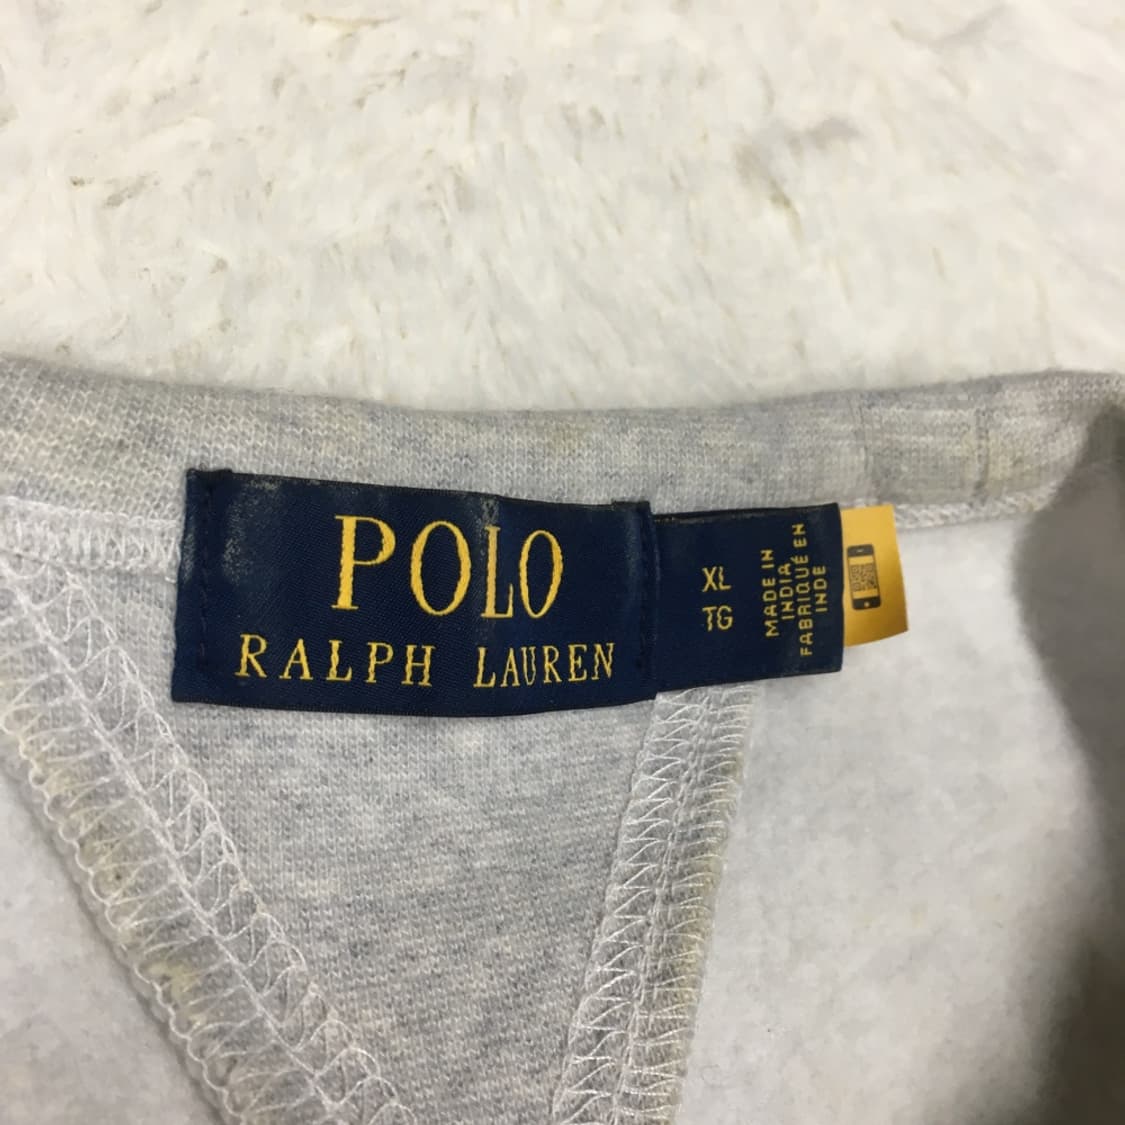 POLO
RALPH LAUREN
XL
TG
MADE IN
INDIA
FABRIQUÉ EN
INDE